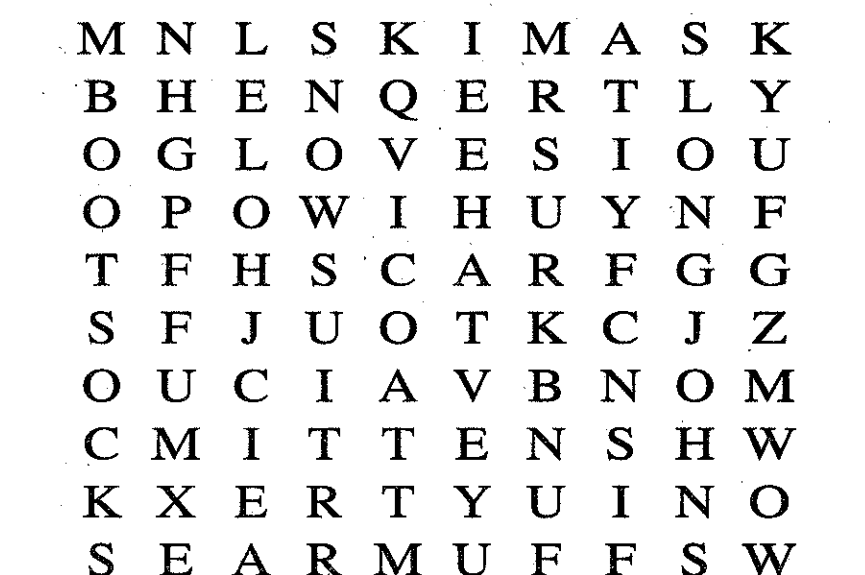 M N L S K I M A S K
B H E N Q E R T L Y
O G L O V E S I O U
O P O W I H U Y N F
T F H S C A R F G G
S F J U O T K C J Z
O U C I A V B N O M
C M I T T E N S H W
K X E R T Y U I N O
S E A R M U F F S W